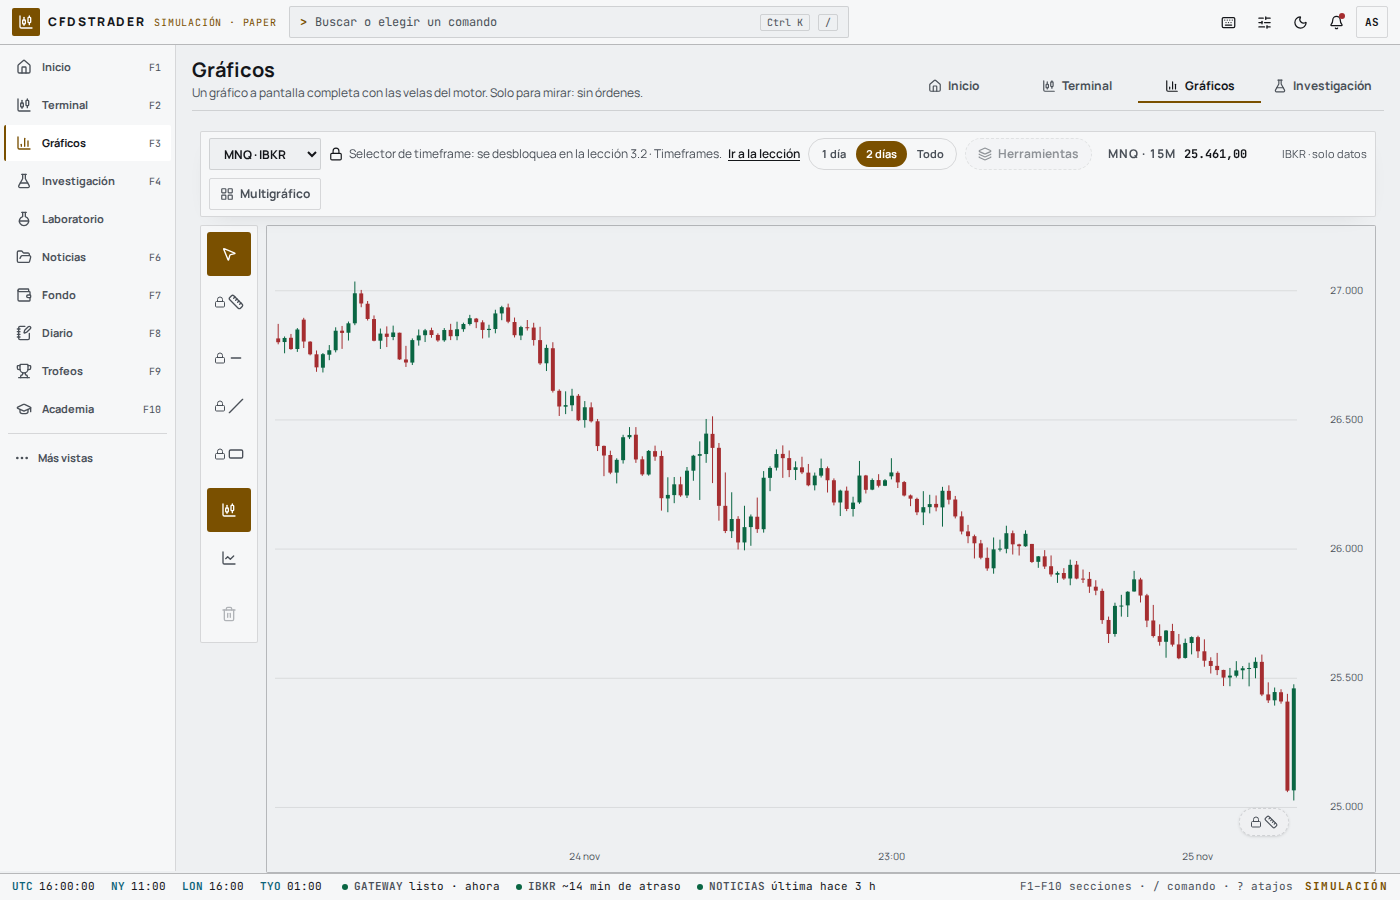 CFDSTRADER SIMULACIÓN · PAPER
> Buscar o elegir un comando Ctrl K /
AS
Inicio F1
Terminal F2
Gráficos F3
Investigación F4
Laboratorio
Noticias F6
Fondo F7
Diario F8
Trofeos F9
Academia F10
Más vistas
Gráficos
Un gráfico a pantalla completa con las velas del motor. Solo para mirar: sin órdenes.
Inicio Terminal Gráficos Investigación
MNQ · IBKR Selector de timeframe: se desbloquea en la lección 3.2 · Timeframes. Ir a la lección 1 día 2 días Todo Herramientas MNQ · 15M 25.461,00 IBKR · solo datos
Multigráfico
27.000
26.500
26.000
25.500
25.000
24 nov 23:00 25 nov
UTC 16:00:00 NY 11:00 LON 16:00 TYO 01:00 GATEWAY listo · ahora IBKR ~14 min de atraso NOTICIAS última hace 3 h F1–F10 secciones · / comando · ? atajos SIMULACIÓN